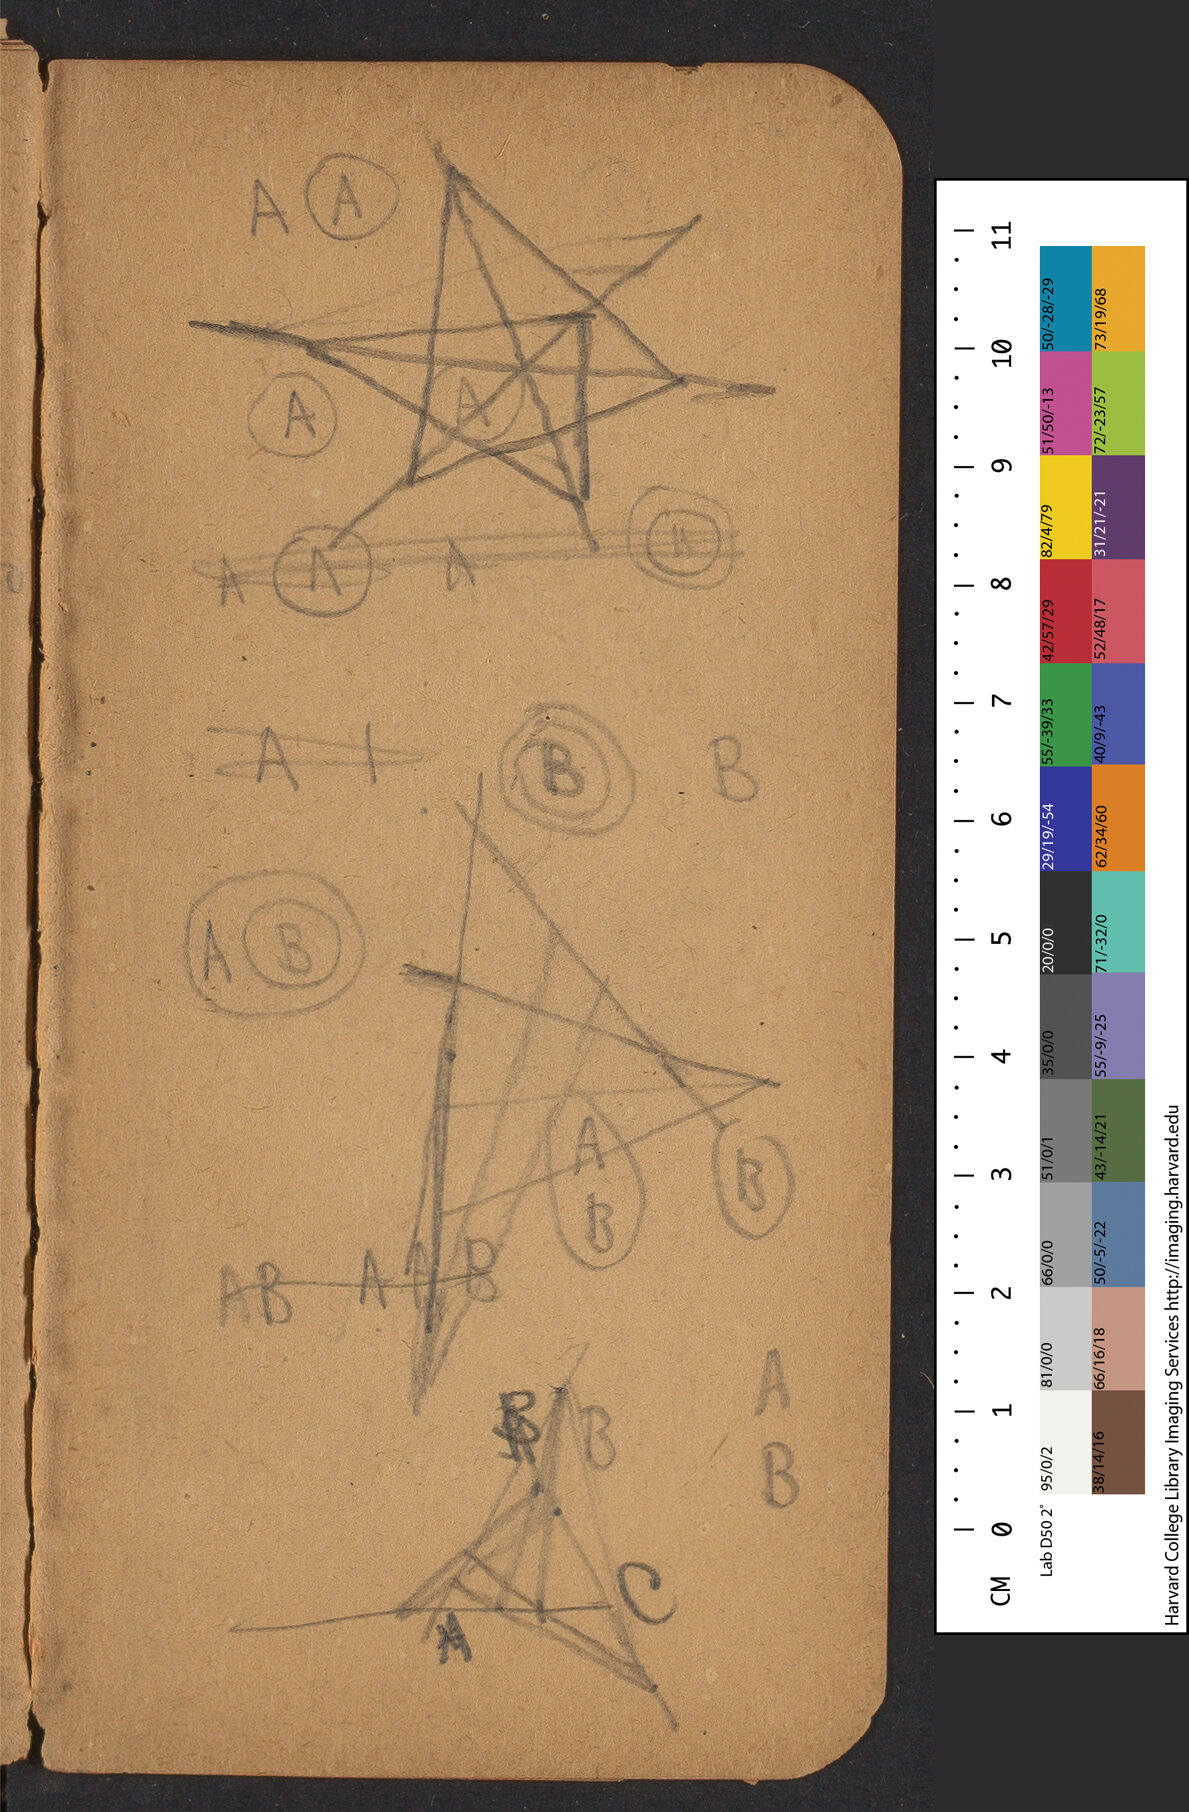 A A
A A
A A A A
A B B
A B
A
B
B
AB A A B
A
B B
B
C
A
11
10
9
8
7
6
5
4
3
2
1
0
CM
50/-28/-29
51/50/-13
82/4/79
42/57/29
55/-39/33
29/19/-54
20/0/0
35/0/0
51/0/1
66/0/0
81/0/0
95/0/2
Lab D50 2°
73/19/68
72/-23/57
31/21/-21
52/48/17
40/9/-43
62/34/60
71/-32/0
55/-9/-25
43/-14/21
50/-5/-22
66/16/18
38/14/16
Harvard College Library Imaging Services http://imaging.harvard.edu